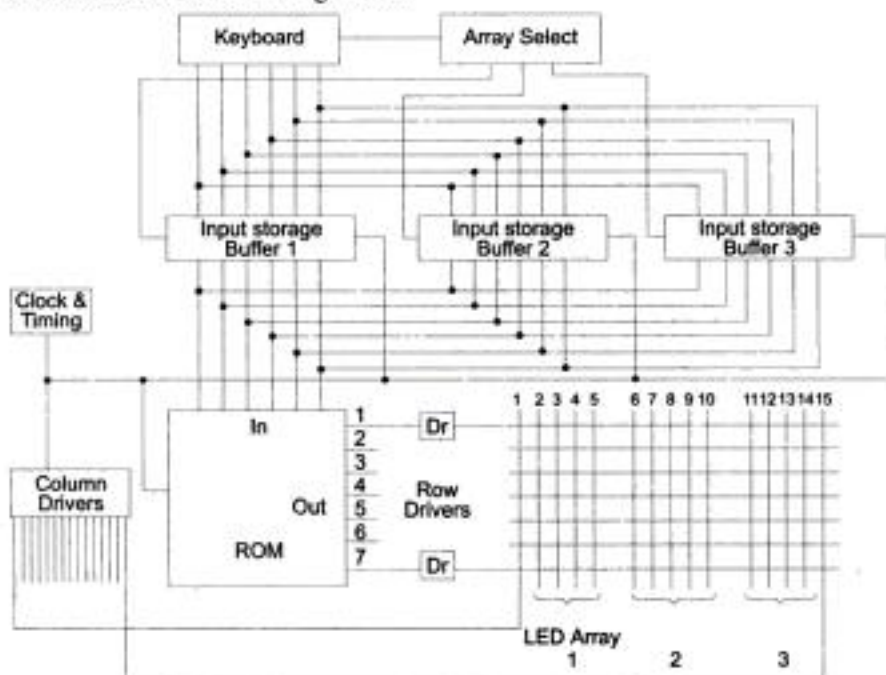 Keyboard
Array Select
Input storage
Buffer 1
Input storage
Buffer 2
Input storage
Buffer 3
Clock &
Timing
1 2 3 4 5 6 7 8 9 10 11 12 13 14 15
In
1
2
3
4
5
6
7
Out
ROM
Dr
Row
Drivers
Dr
Column
Drivers
LED Array
1 2 3